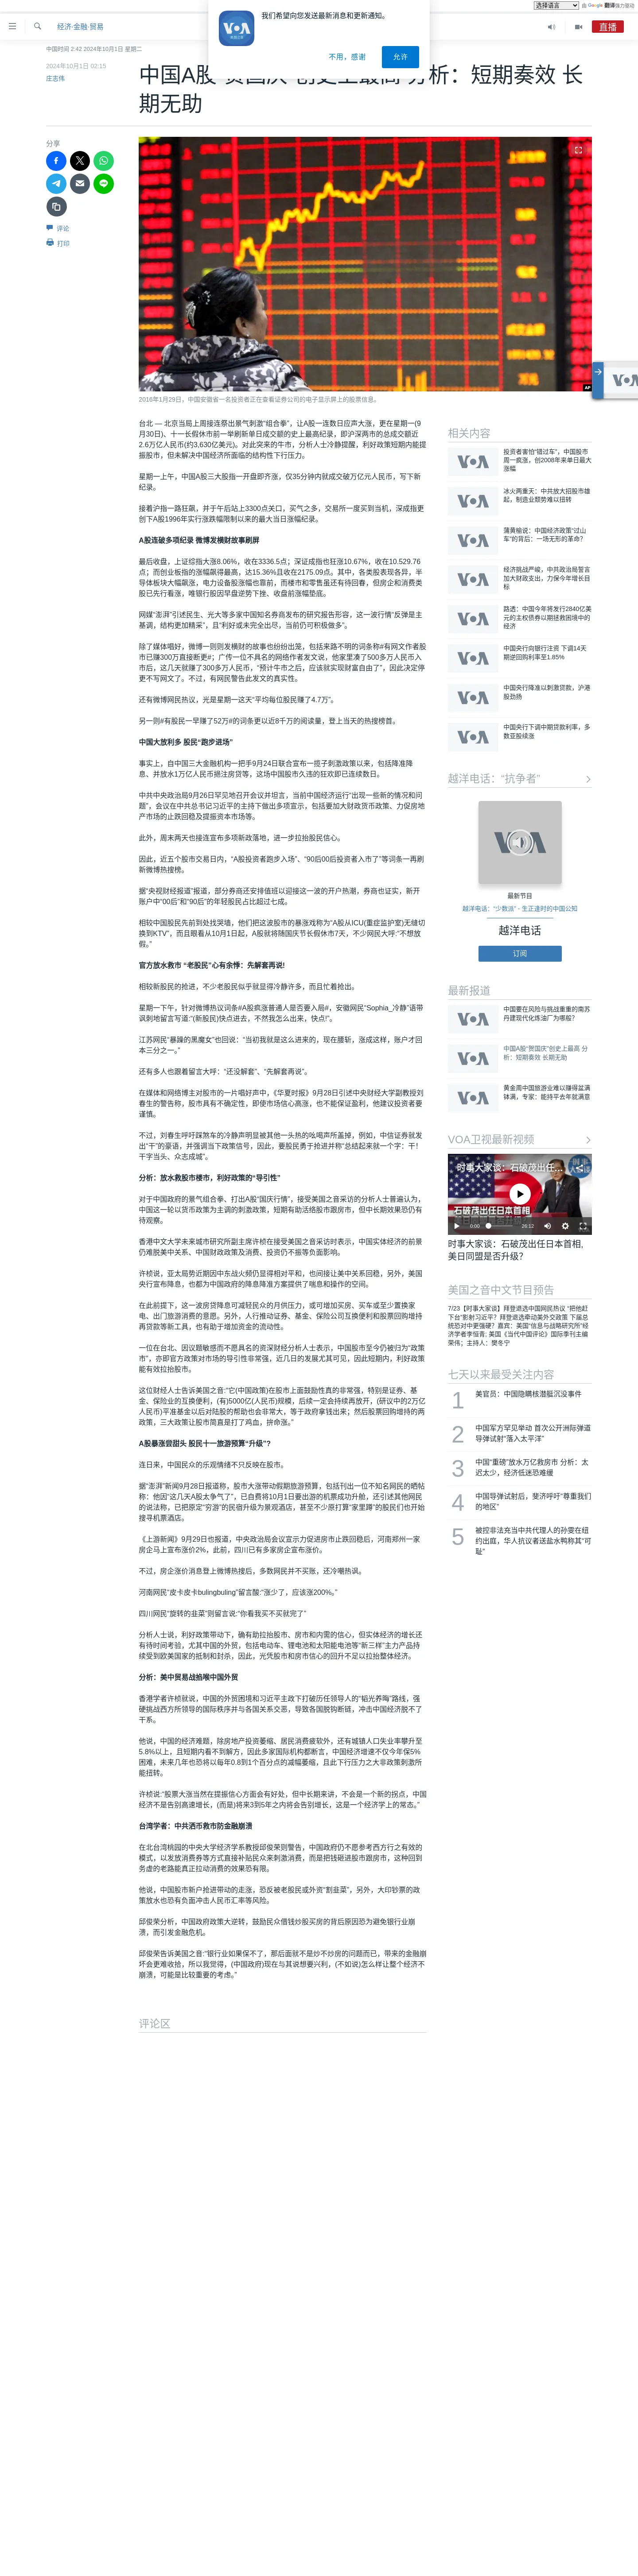 选择语言 由 Google 翻译强力驱动
我们希望向您发送最新消息和更新通知。
不用，感谢 允许
经济·金融·贸易
直播
中国时间 2:42 2024年10月1日 星期二
2024年10月1日 02:15
庄志伟
中国A股“贺国庆”创史上最高 分析：短期奏效 长
期无助
分享
评论
打印
2018年1月29日，中国安徽省一名投资者正在查看证券公司的电子显示屏上的股票信息。
台北 — 北京当局上周接连祭出景气刺激“组合拳”，让A股一连数日应声大涨，更在星期一(9
月30日)、十一长假休市前一举刷新单日成交额的史上最高纪录，即沪深两市的总成交额近
2.6万亿人民币(约3,630亿美元)。对此突来的牛市，分析人士冷静提醒，利好政策短期内能提
振股市，但未解决中国经济所面临的结构性下行压力。
星期一上午，中国A股三大股指一开盘即齐涨，仅35分钟内就成交破万亿元人民币，写下新
纪录。
接着沪指一路狂飙，并于午后站上3300点关口，买气之多，交易所一度买到当机，深成指更
创下A股1996年实行涨跌幅限制以来的最大当日涨幅纪录。
A股连破多项纪录 微博发横财故事刷屏
最后收盘，上证综指大涨8.06%，收在3336.5点；深证成指也狂涨10.67%，收在10.529.76
点；而创业板指的涨幅飙得最高，达15.36%且收在2175.09点。其中，各类股表现各异，半
导体板块大幅飙涨，电力设备股涨幅也靠前，而楼市和零售虽还有待回春，但房企和消费类
股已先行看涨，唯银行股因早盘逆势下挫、收盘前涨幅垫底。
网媒“澎湃”引述民生、光大等多家中国知名券商发布的研究报告形容，这一波行情“反弹是主
基调，结构更加精采”，且“利好或未完全出尽，当前仍可积极做多”。
除了媒体唱好，微博一则则发横财的故事也纷纷出笼，包括来路不明的词条称#有网文作者股
市已赚300万直接断更#；广传一位不具名的网络作者发文说，他家里凑了500多万人民币入
市后，这几天就赚了300多万人民币，“预计牛市之后，应该就实现财富自由了”，因此决定停
更不写网文了。不过，有网民警告此发文的真实性。
还有微博网民热议，光是星期一这天“平均每位股民赚了4.7万”。
另一则#有股民一早赚了52万#的词条更以近8千万的阅读量，登上当天的热搜榜首。
中国大放利多 股民“跑步进场”
事实上，自中国三大金融机构一把手9月24日联合宣布一揽子刺激政策以来，包括降准降
息、并放水1万亿人民币挹注房贷等，这场中国股市久违的狂欢即已连续数日。
中共中央政治局9月26日罕见地召开会议并坦言，当前中国经济运行“出现一些新的情况和问
题”，会议在中共总书记习近平的主持下做出多项宣示，包括要加大财政货币政策、力促房地
产市场的止跌回稳及提振资本市场等。
此外，周末两天也接连宣布多项新政落地，进一步拉抬股民信心。
因此，近五个股市交易日内，“A股投资者跑步入场”、“90后00后投资者入市了”等词条一再刷
新微博热搜榜。
据“央视财经报道”报道，部分券商还安排值班以迎接这一波的开户热潮，券商也证实，新开
账户中“00后”和“90后”的年轻股民占比超过七成。
相较中国股民先前到处找哭墙，他们把这波股市的暴涨戏称为“A股从ICU(重症监护室)无缝切
换到KTV”，而且眼看从10月1日起，A股就将随国庆节长假休市7天，不少网民大呼:“不想放
假。”
官方放水救市 “老股民”心有余悸：先解套再说!
相较新股民的抢进，不少老股民似乎就显得冷静许多，而且忙着抢出。
星期一下午，针对微博热议词条#A股疯涨普通人是否要入局#，安徽网民“Sophia_冷静”语带
讽刺地留言写道:“(新股民)快点进去，不然我怎么出来，快点!”。
江苏网民“暴躁的黑魔女”也回说：“当初我就是这么进来的，现在腰斩，涨成这样，账户才回
本三分之一。”
还有多人也跟着留言大呼：“还没解套”、“先解套再说”。
在媒体和网络博主对股市的一片唱好声中，《华夏时报》9月28日引述中央财经大学副教授刘
春生的警告称，股市具有不确定性，即使市场信心高涨，也不能保证盈利，他建议投资者要
谨慎。
不过，刘春生呼吁踩煞车的冷静声明显被其他一头热的吆喝声所盖掉，例如，中信证券就发
出“干”的豪语，并强调当下政策信号，因此，要股民勇于抢进并称“总结起来就一个字：干！
干字当头、众志成城”。
分析：放水救股市楼市，利好政策的“导引性”
对于中国政府的景气组合拳、打出A股“国庆行情”，接受美国之音采访的分析人士普遍认为，
中国这一轮以货币政策为主调的刺激政策，短期有助活络股市跟房市，但中长期效果恐仍有
待观察。
香港中文大学未来城市研究所副主席许桢在接受美国之音采访时表示，中国实体经济的前景
仍难脱美中关系、中国财政政策及消费、投资仍不振等负面影响。
许桢说，亚太局势近期因中东战火频仍显得相对平和，也间接让美中关系回稳，另外，美国
央行宣布降息，也都为中国政府的降息降准方案提供了喘息和操作的空间。
在此前提下，这一波房贷降息可减轻民众的月供压力，或可增加买房、买车或至少置换家
电、出门旅游消费的意愿。另外，人行推动证券、基金、保险公司互换便利和股票回购增持
再贷款等新工具，也有助于增加资金的流动性。
一位在台北、因议题敏感而不愿具名的资深财经分析人士表示，中国股市至今仍被归为“政策
市”，亦即官方政策对市场的导引性非常强，近几日的发展尤其可见，因此短期内，利好政策
能有效拉抬股市。
这位财经人士告诉美国之音:“它(中国政策)在股市上面鼓励性真的非常强，特别是证券、基
金、保险业的互换便利，(有)5000亿(人民币)规模，后续一定会持续再放开，(研议中的2万亿
人民币)平准基金以后对陆股的帮助也会非常大，等于政府拿钱出来；然后股票回购增持的两
政策，三大政策让股市简直是打了鸡血，拚命涨。”
A股暴涨尝甜头 股民十一旅游预算“升级”？
连日来，中国民众的乐观情绪不只反映在股市。
据“澎湃”新闻9月28日报道称，股市大涨带动假期旅游预算，包括刊出一位不知名网民的晒帖
称：他因“这几天A股太争气了”，已自费将10月1日要出游的机票成功升舱，还引述其他网民
的说法称，已把原定“穷游”的民宿升级为景观酒店，甚至不少原打算“家里蹲”的股民们也开始
搜寻机票酒店。
《上游新闻》9月29日也报道，中央政治局会议宣示力促进房市止跌回稳后，河南郑州一家
房企马上宣布涨价2%，此前，四川已有多家房企宣布涨价。
不过，房企涨价消息登上微博热搜后，多数网民并不买账，还冷嘲热讽。
河南网民“皮卡皮卡bulingbuling”留言酸:“涨少了，应该涨200%。”
四川网民“旋转的韭菜”则留言说:“你看我买不买就完了”
分析人士说，利好政策带动下，确有助拉抬股市、房市和内需的信心，但实体经济的增长还
有待时间考验，尤其中国的外贸，包括电动车、锂电池和太阳能电池等“新三样”主力产品持
续受到欧美国家的抵制和封杀，因此，光凭股市和房市信心的回升不足以拉抬整体经济。
分析：美中贸易战掐喉中国外贸
香港学者许桢就说，中国的外贸困境和习近平主政下打破历任领导人的“韬光养晦”路线，强
硬挑战西方所领导的国际秩序并与各国关系交恶，导致各国脱钩断链，冲击中国经济脱不了
干系。
他说，中国的经济难题，除房地产投资萎缩、居民消费疲软外，还有城镇人口失业率攀升至
5.8%以上，且短期内看不到解方，因此多家国际机构都断言，中国经济增速不仅今年保5%
困难，未来几年也恐将以每年0.8到1个百分点的减幅萎缩，且此下行压力之大非政策刺激所
能扭转。
许桢说:“股票大涨当然在提振信心方面会有好处，但中长期来讲，不会是一个新的拐点，中国
经济不是告别高速增长，(而是)将来3到5年之内将会告别增长，这是一个经济学上的常态。”
台湾学者：中共洒币救市防金融崩溃
在北台湾桃园的中央大学经济学系教授邱俊荣则警告，中国政府仍不愿参考西方行之有效的
模式，以发放消费券等方式直接补贴民众来刺激消费，而是把钱砸进股市跟房市，这种回到
务虚的老路能真正拉动消费的效果恐有限。
他说，中国股市新户抢进带动的走涨，恐反被老股民或外资“割韭菜”，另外，大印钞票的政
策放水也恐有负面冲击人民币汇率等风险。
邱俊荣分析，中国政府政策大逆转，鼓励民众借钱炒股买房的背后原因恐为避免银行业崩
溃，而引发金融危机。
邱俊荣告诉美国之音:“银行业如果保不了，那后面就不是炒不炒房的问题而已，带来的金融崩
坏会更难收拾，所以我觉得，(中国政府)现在与其说想要兴利，(不如说)怎么样让整个经济不
崩溃，可能是比较重要的考虑。”
评论区
相关内容
投资者害怕“错过车”，中国股市
周一疯涨，创2008年来单日最大
涨幅
冰火两重天：中共放大招股市雄
起，制造业颓势难以扭转
蒲黄榆说：中国经济政策“过山
车”的背后：一场无形的革命？
经济挑战严峻，中共政治局誓言
加大财政支出，力保今年增长目
标
路透：中国今年将发行2840亿美
元的主权债券以期拯救困境中的
经济
中国央行向银行注资 下调14天
期逆回购利率至1.85%
中国央行降准以刺激贷款，沪港
股劲扬
中国央行下调中期贷款利率，多
数亚股续涨
越洋电话：“抗争者”
最新节目
越洋电话：“少数派” - 生正逢时的中国公知
越洋电话
订阅
最新报道
中国要在风险与挑战重重的南苏
丹建现代化炼油厂为哪般？
中国A股“贺国庆”创史上最高 分
析：短期奏效 长期无助
黄金周中国旅游业难以赚得盆满
钵满，专家：能持平去年就满意
VOA卫视最新视频
时事大家谈：石破茂出任...
石破茂出任日本首相
0:00 26:12
时事大家谈：石破茂出任日本首相,
美日同盟是否升级？
美国之音中文节目预告
7/23【时事大家谈】拜登退选中国网民热议 “把他赶
下台”影射习近平？拜登退选牵动美外交政策 下届总
统恐对中更强硬？嘉宾：美国“信息与战略研究所”经
济学者李恒青; 美国《当代中国评论》国际季刊主编
荣伟；主持人：樊冬宁
七天以来最受关注内容
1 美官员：中国隐瞒核潜艇沉没事件
2 中国军方罕见举动 首次公开洲际弹道
导弹试射“落入太平洋”
3 中国“重磅”放水万亿救房市 分析：太
迟太少，经济低迷恐难缓
4 中国导弹试射后，斐济呼吁“尊重我们
的地区”
5 被控非法充当中共代理人的孙雯在纽
约出庭，华人抗议者送盐水鸭称其“可
耻”